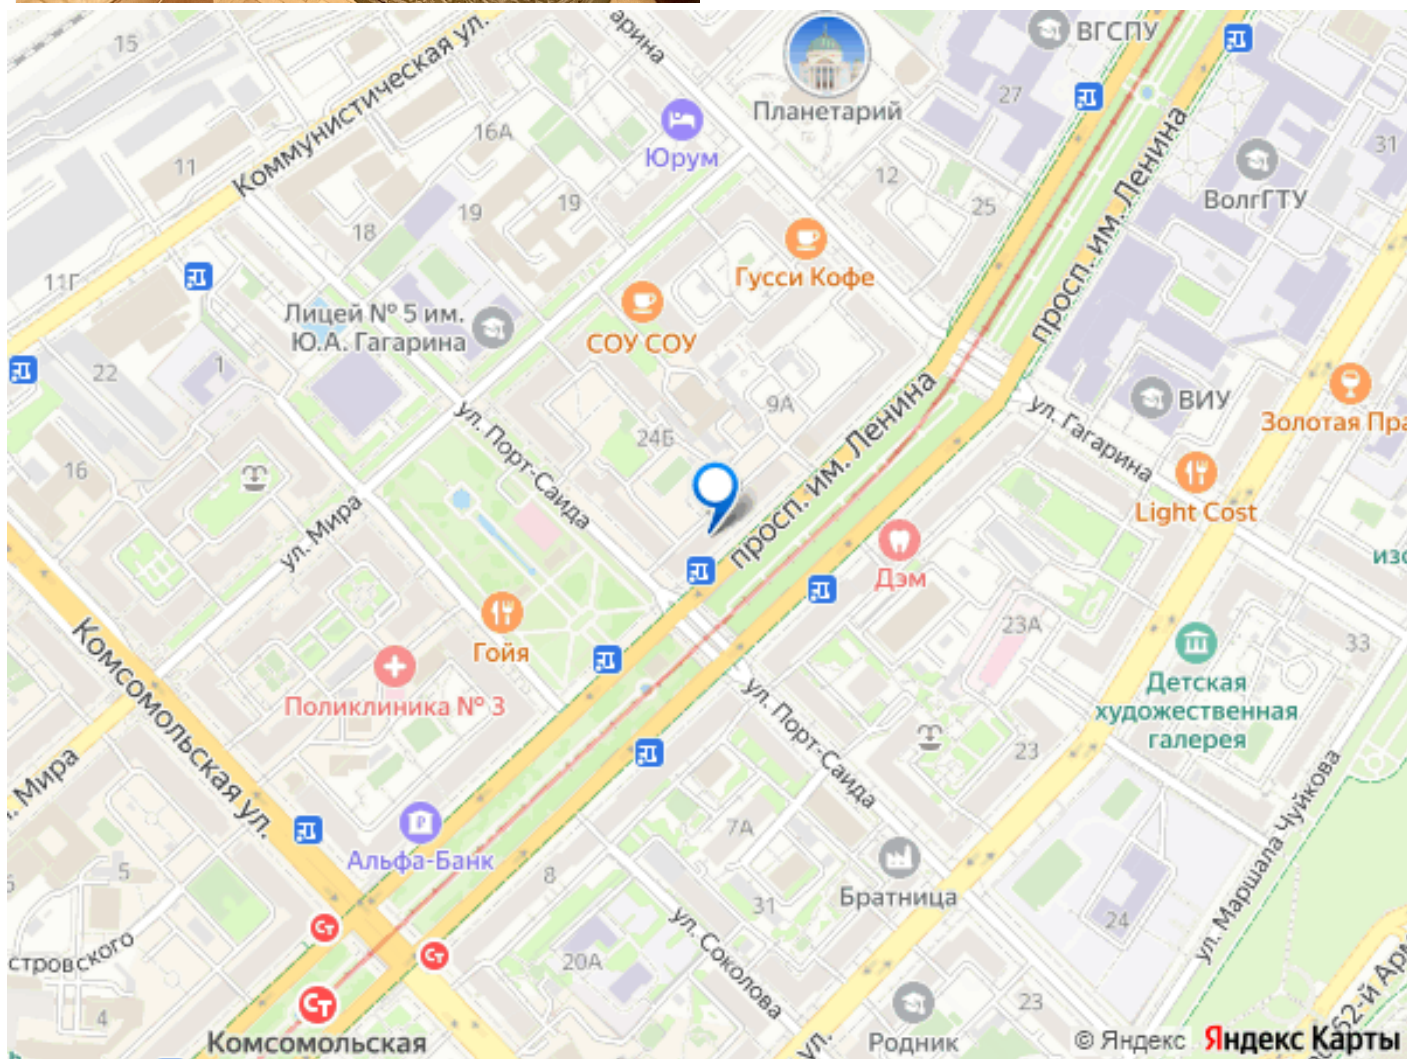 15
Коммунистическая ул.
арина
Планетарий
ВГСПУ
27
16А
Юрум
11
31
ВолгГТУ
12
19
19
25
18
просп. им. Ленина
11Г
Гусси Кофе
Лицей № 5 им.
Ю.А. Гагарина
СОУ СОУ
22
1
ВИУ
ул. Гагарина
Золотая Пра
9А
24Б
просп. им. Ленина
ул. Порт-Саида
16
ул. Мира
Light Cost
изо
Дэм
23А
Гойя
33
Поликлиника № 3
Детская
художественная
галерея
Комсомольская ул.
ул. Порт-Саида
23
. Мира
7А
Альфа-Банк
5
8
Братница
ул. Маршала Чуйкова
31
24
ул. Соколова
стровского
20А
62-й Арм
4
23
Комсомольская
ул.
Родник
© Яндекс Яндекс Карты